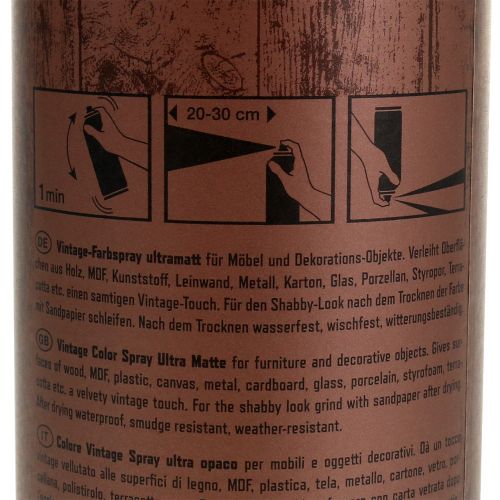 20-30 cm
1 min
DE Vintage-Farbspray ultramatt für Möbel und Dekorations-Objekte. Verleiht Oberflä-
chen aus Holz, MDF, Kunststoff, Leinwand, Metall, Karton, Glas, Porzellan, Styropor, Terra-
cotta etc. einen samtigen Vintage-Touch. Für den Shabby-Look nach dem Trocknen der Farbe
mit Sandpapier schleifen. Nach dem Trocknen wasserfest, wischfest, witterungsbeständig.
GB Vintage Color Spray Ultra Matte for furniture and decorative objects. Gives sur-
faces of wood, MDF, plastic, canvas, metal, cardboard, glass, porcelain, styrofoam, terra-
cotta etc. a velvety vintage touch. For the shabby look grind with sandpaper after drying.
After drying waterproof, smudge resistant, weather-resistant.
IT Colore Vintage Spray ultra opaco per mobili e oggetti decorativi. Dà un tocco
vintage vellutato alle superfici di legno, MDF, plastica, tela, metallo, cartone, vetro, por-
cellana, polistirolo,